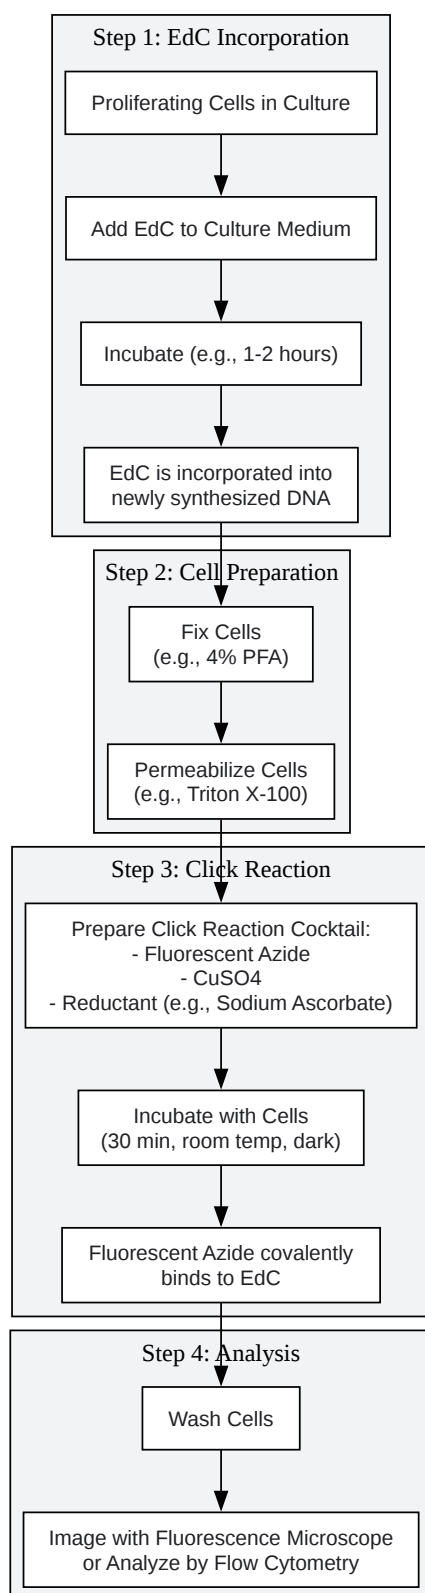 Step 1: EdC Incorporation
Proliferating Cells in Culture
Add EdC to Culture Medium
Incubate (e.g., 1-2 hours)
EdC is incorporated into
newly synthesized DNA
Step 2: Cell Preparation
Fix Cells
(e.g., 4% PFA)
Permeabilize Cells
(e.g., Triton X-100)
Step 3: Click Reaction
Prepare Click Reaction Cocktail:
- Fluorescent Azide
- CuSO4
- Reductant (e.g., Sodium Ascorbate)
Incubate with Cells
(30 min, room temp, dark)
Fluorescent Azide covalently
binds to EdC
Step 4: Analysis
Wash Cells
Image with Fluorescence Microscope
or Analyze by Flow Cytometry